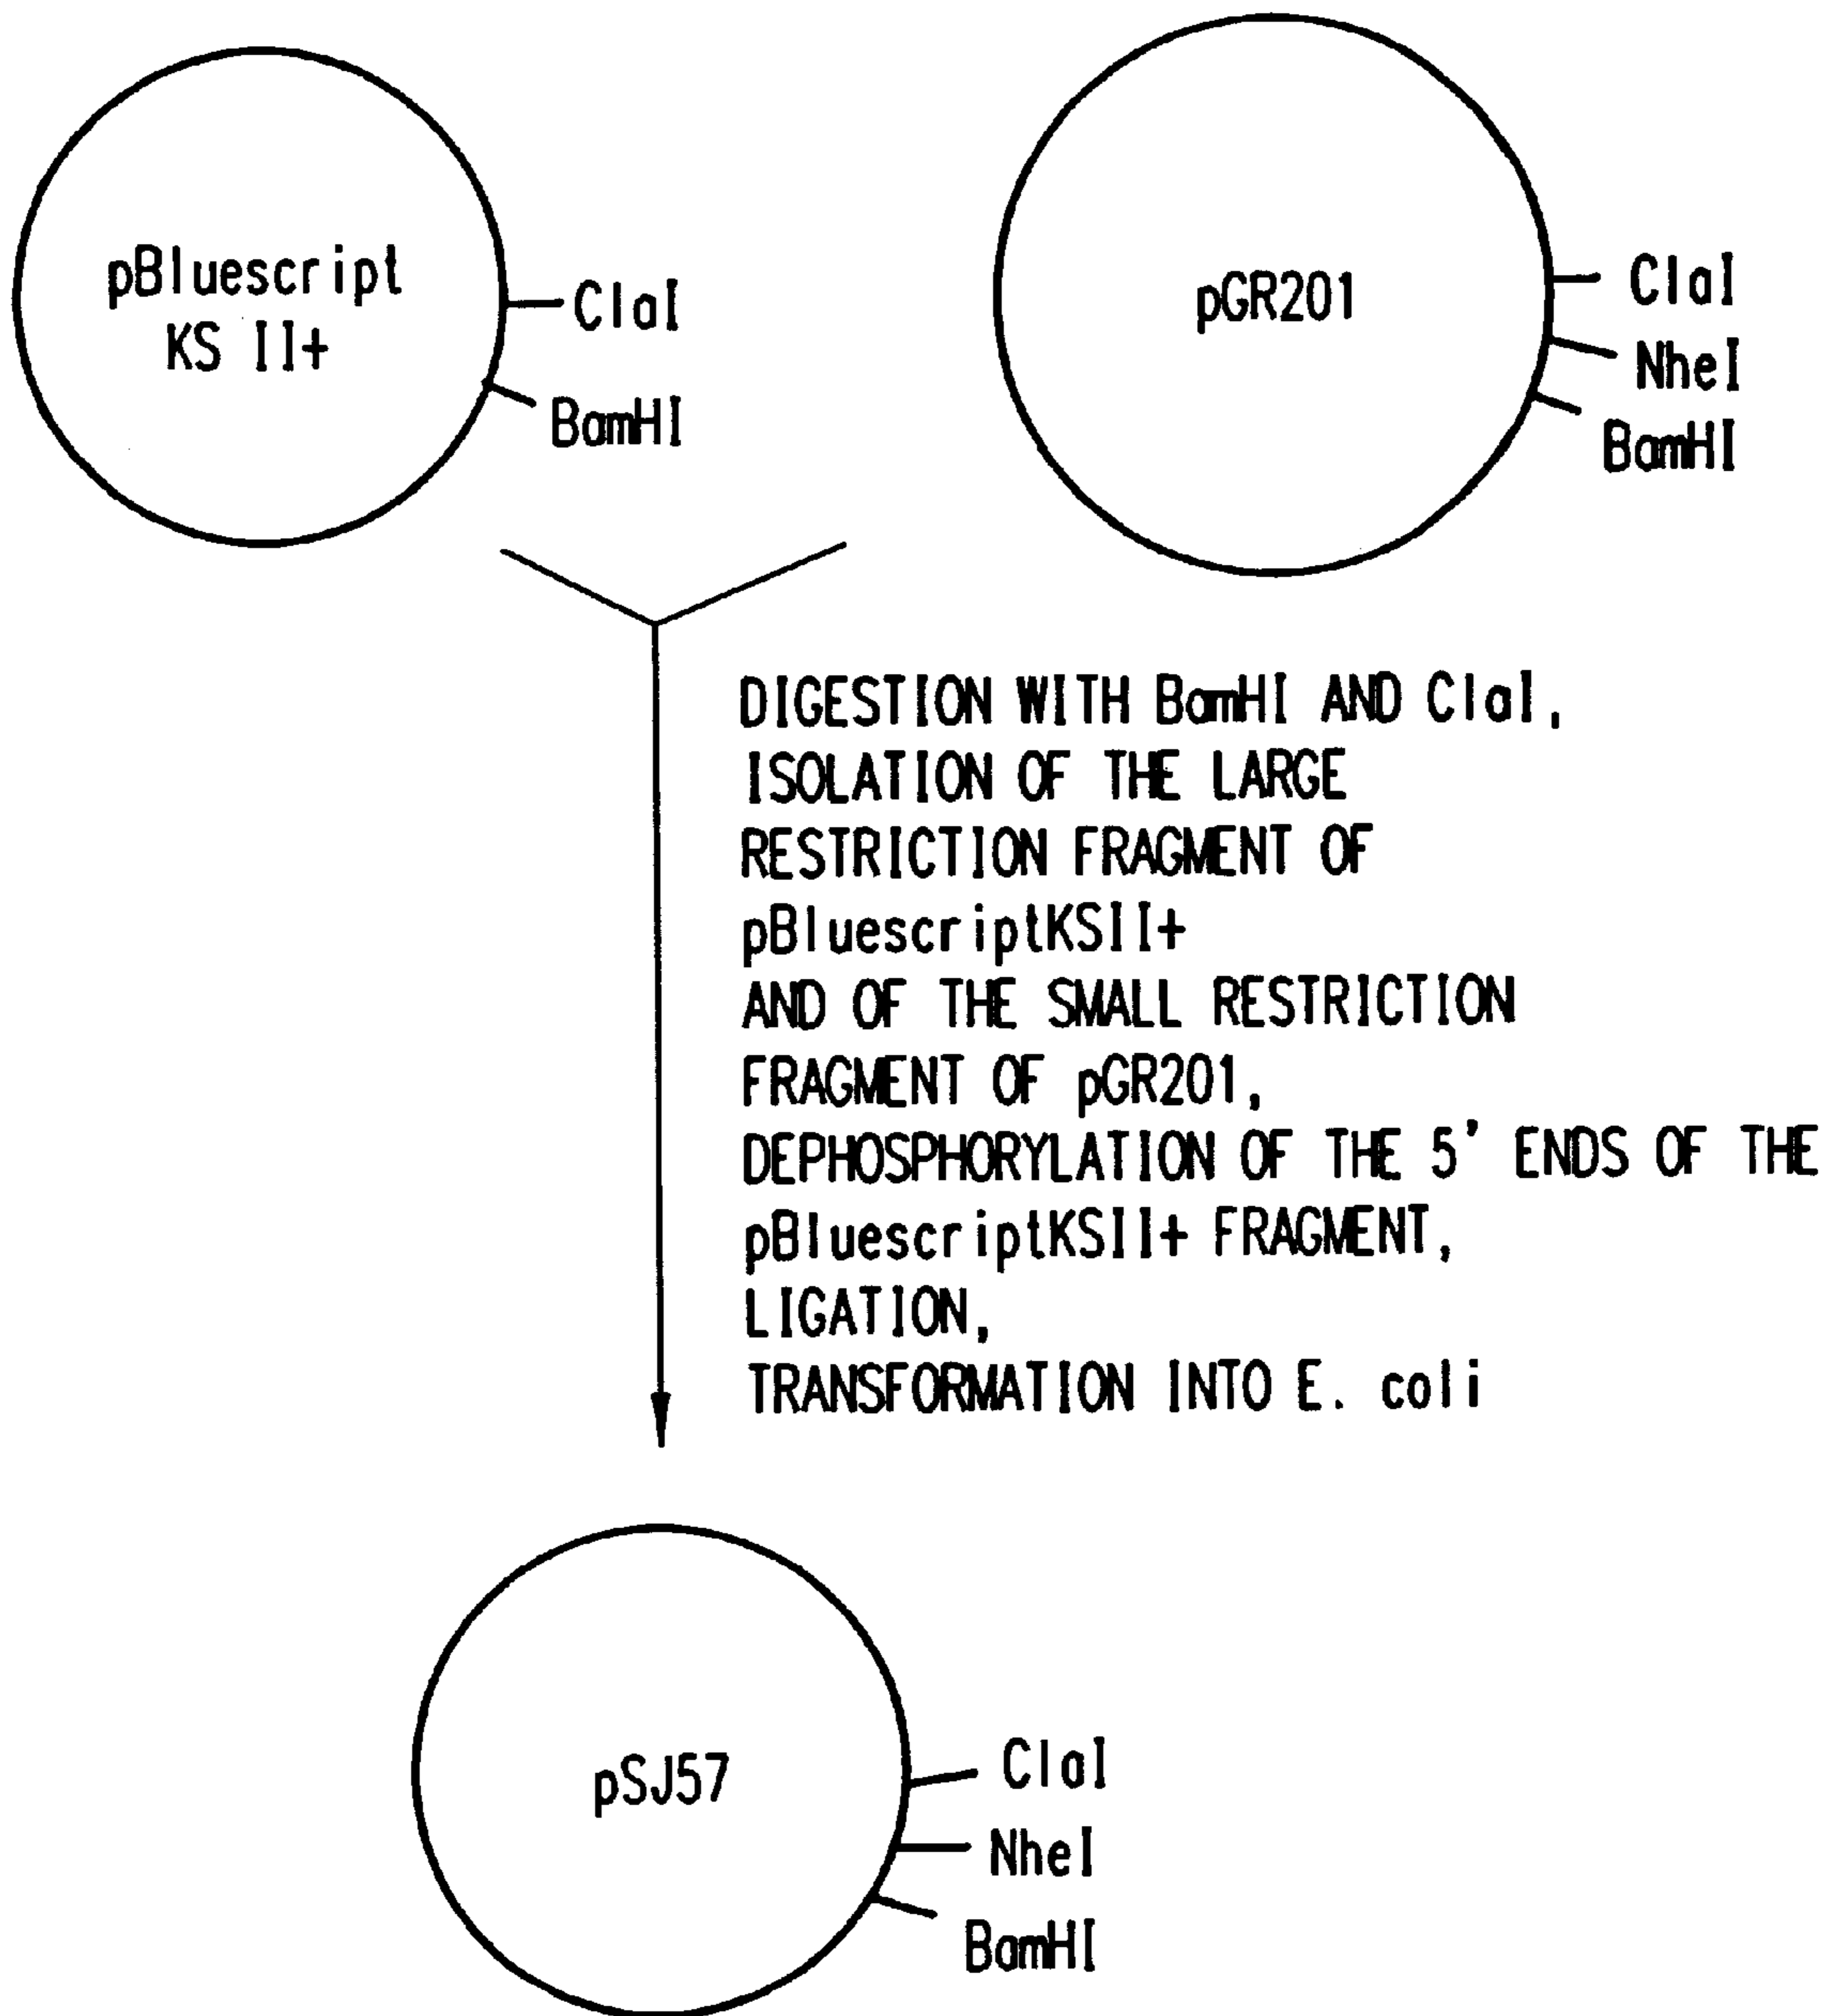 pBluescript
KS II+
ClaI
BamHI
pGR201
ClaI
NheI
BamHI
DIGESTION WITH BamHI AND ClaI,
ISOLATION OF THE LARGE
RESTRICTION FRAGMENT OF
pBluescriptKSII+
AND OF THE SMALL RESTRICTION
FRAGMENT OF pGR201,
DEPHOSPHORYLATION OF THE 5' ENDS OF THE
pBluescriptKSII+ FRAGMENT,
LIGATION,
TRANSFORMATION INTO E. coli
pSJ57
ClaI
NheI
BamHI